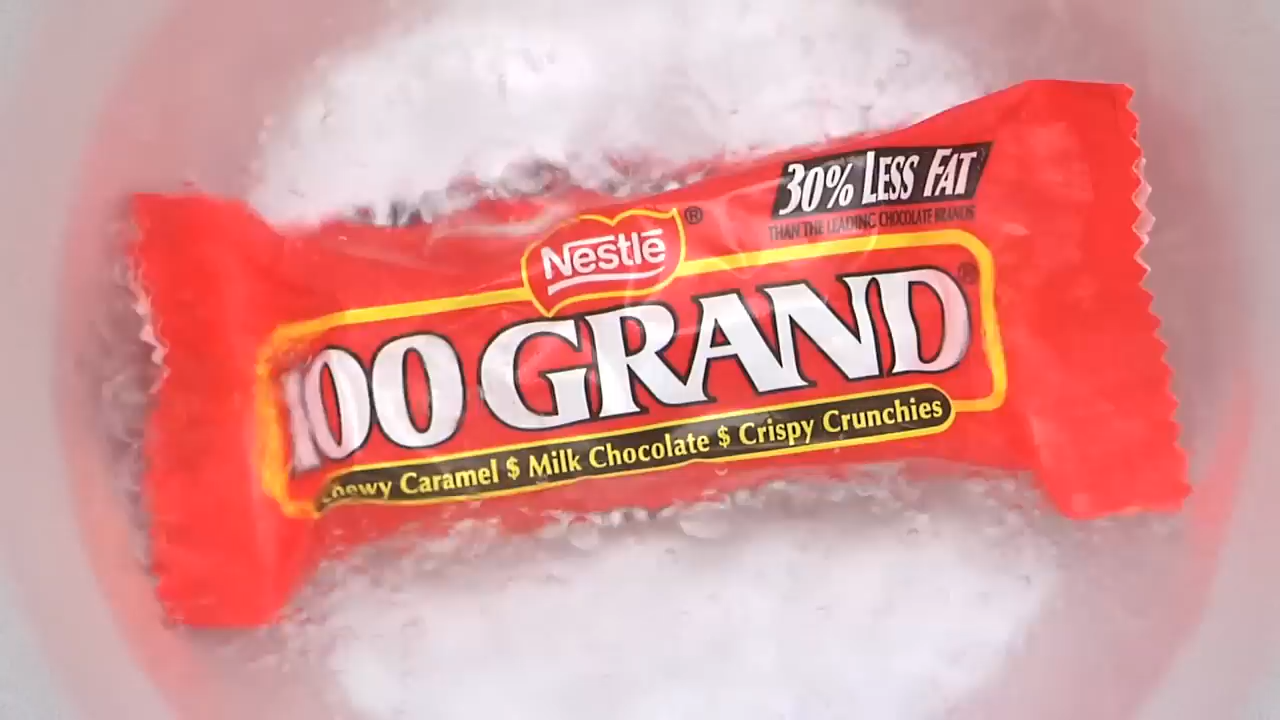 30% LESS FAT
THAN THE LEADING CHOCOLATE BRANDS
Nestlé®
100 GRAND®
Chewy Caramel $ Milk Chocolate $ Crispy Crunchies